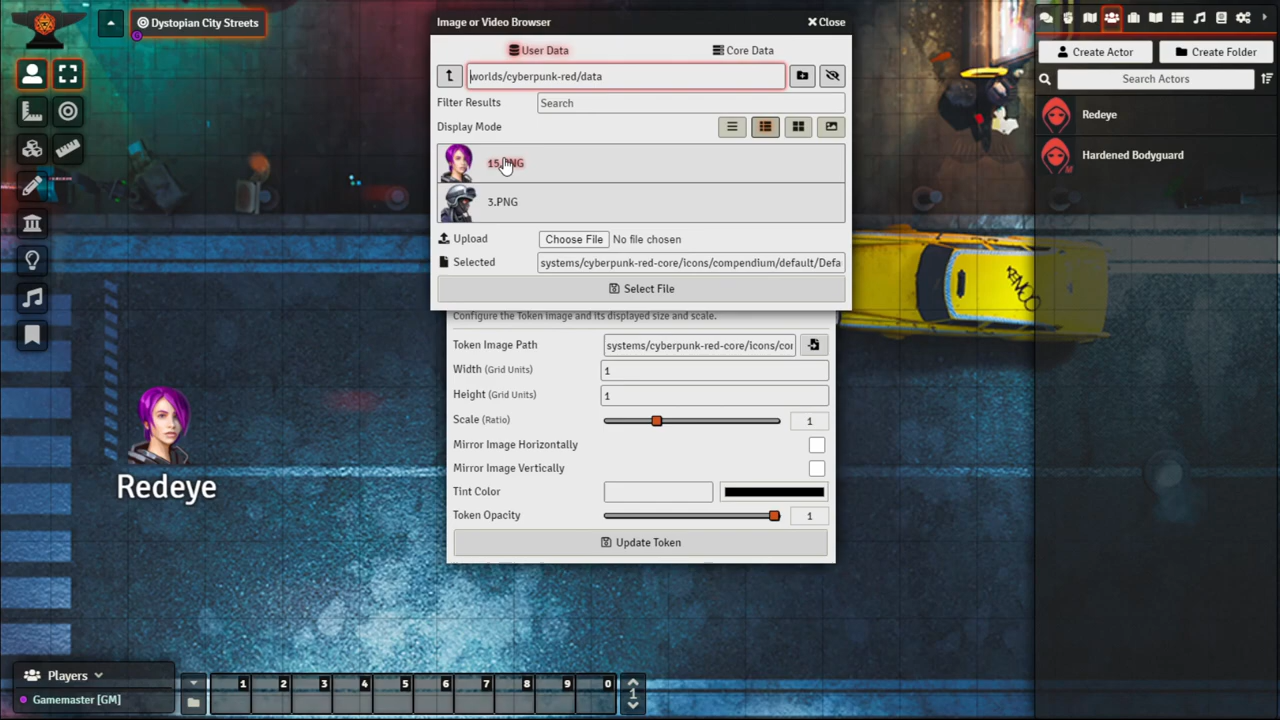 Dystopian City Streets
G
Image or Video Browser
Close
User Data
Core Data
worlds/cyberpunk-red/data
Filter Results
Search
Display Mode
15.PNG
3.PNG
Upload
Choose File No file chosen
Selected
systems/cyberpunk-red-core/icons/compendium/default/Defa
Select File
Configure the Token image and its displayed size and scale.
Token Image Path
systems/cyberpunk-red-core/icons/cor
Width (Grid Units)
1
Height (Grid Units)
1
Scale (Ratio)
1
Mirror Image Horizontally
Mirror Image Vertically
Tint Color
Token Opacity
1
Update Token
Create Actor
Create Folder
Search Actors
Redeye
Hardened Bodyguard
Redeye
Players
Gamemaster [GM]
1 2 3 4 5 6 7 8 9 0
1